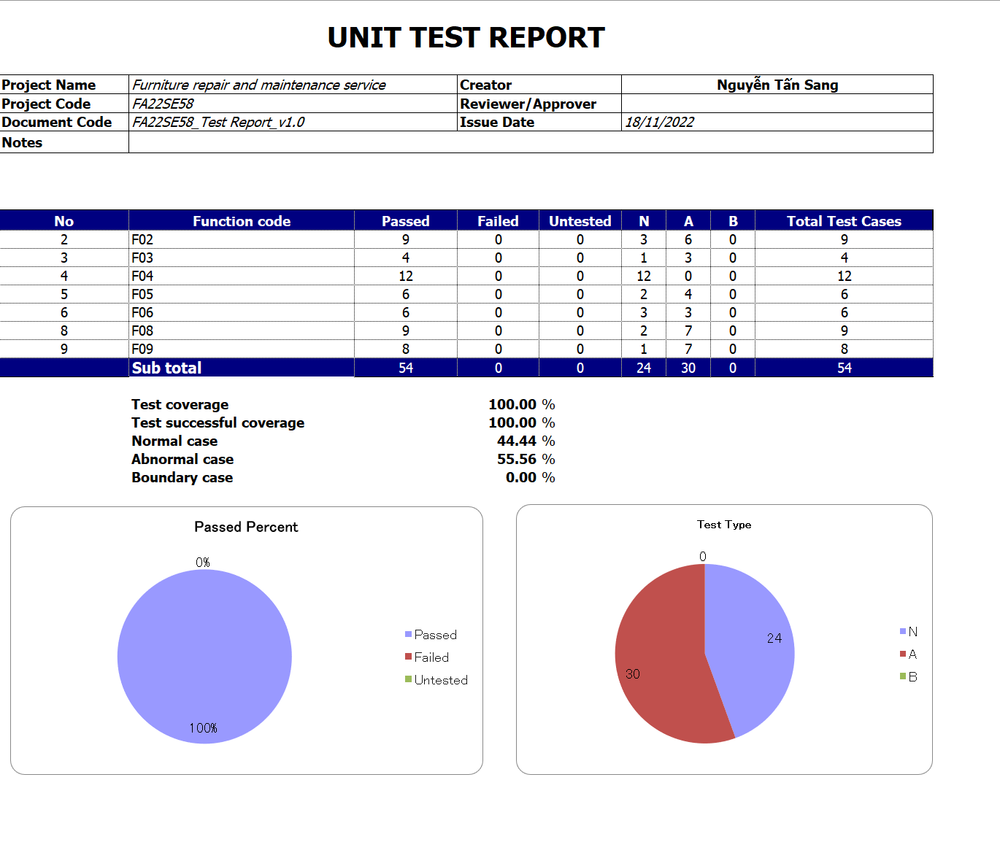 UNIT TEST REPORT
Project Name Furniture repair and maintenance service Creator Nguyễn Tấn Sang
Project Code FA22SE58 Reviewer/Approver
Document Code FA22SE58_Test Report_v1.0 Issue Date 18/11/2022
Notes
No Function code Passed Failed Untested N A B Total Test Cases
2 F02 9 0 0 3 6 0 9
3 F03 4 0 0 1 3 0 4
4 F04 12 0 0 12 0 0 12
5 F05 6 0 0 2 4 0 6
6 F06 6 0 0 3 3 0 6
8 F08 9 0 0 2 7 0 9
9 F09 8 0 0 1 7 0 8
Sub total 54 0 0 24 30 0 54
Test coverage 100.00 %
Test successful coverage 100.00 %
Normal case 44.44 %
Abnormal case 55.56 %
Boundary case 0.00 %
Passed Percent
0%
100%
Passed
Failed
Untested
Test Type
0
24
30
N
A
B